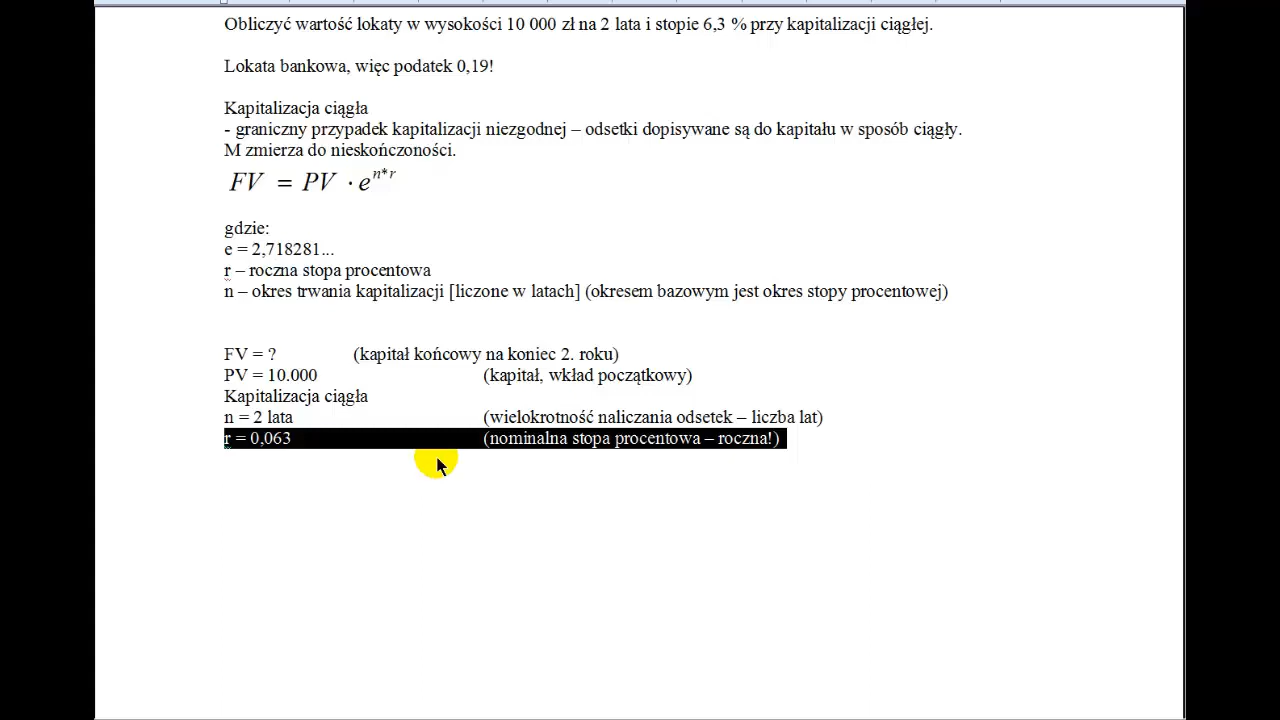 Obliczyć wartość lokaty w wysokości 10 000 zł na 2 lata i stopie 6,3 % przy kapitalizacji ciągłej.
Lokata bankowa, więc podatek 0,19!
Kapitalizacja ciągła
- graniczny przypadek kapitalizacji niezgodnej – odsetki dopisywane są do kapitału w sposób ciągły.
M zmierza do nieskończoności.
FV = PV · e^{n*r}
gdzie:
e = 2,718281...
r – roczna stopa procentowa
n – okres trwania kapitalizacji [liczone w latach] (okresem bazowym jest okres stopy procentowej)
FV = ? (kapitał końcowy na koniec 2. roku)
PV = 10.000 (kapitał, wkład początkowy)
Kapitalizacja ciągła
n = 2 lata (wielokrotność naliczania odsetek – liczba lat)
r = 0,063 (nominalna stopa procentowa – roczna!)